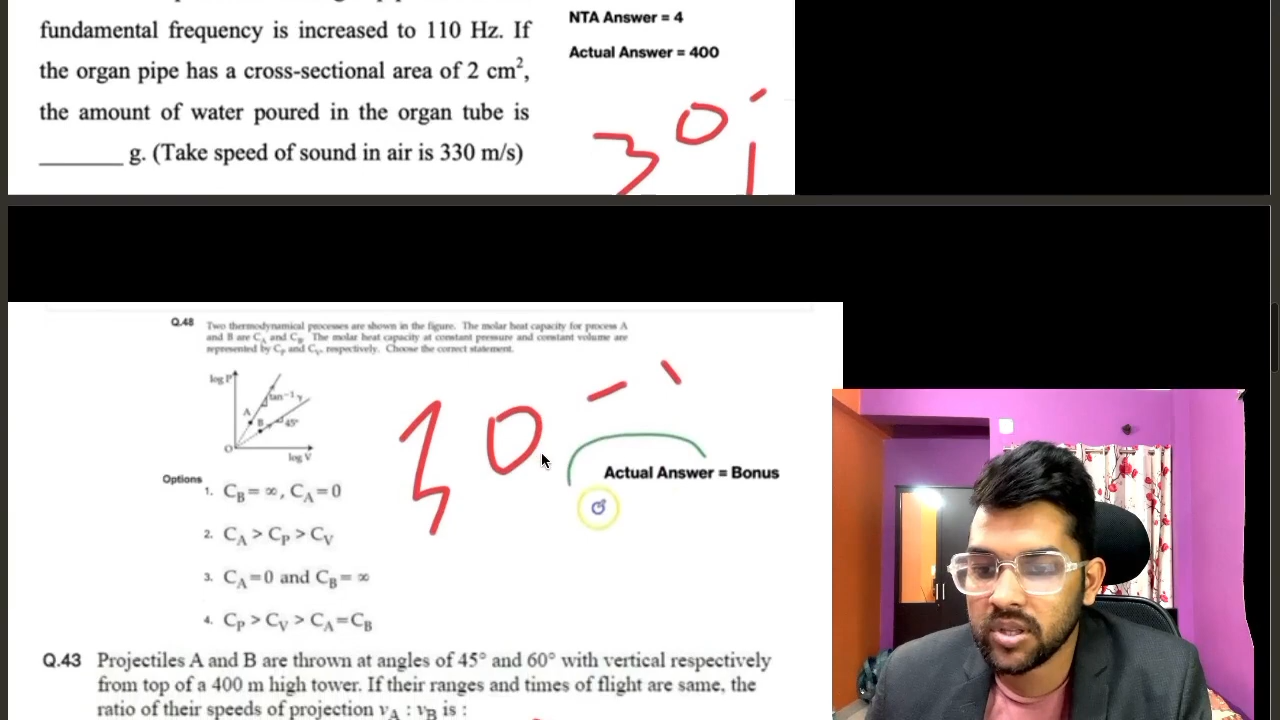 fundamental frequency is increased to 110 Hz. If
the organ pipe has a cross-sectional area of 2 cm²,
the amount of water poured in the organ tube is
________ g. (Take speed of sound in air is 330 m/s)
NTA Answer = 4
Actual Answer = 400
30
Q.48 Two thermodynamical processes are shown in the figure. The molar heat capacity for process A
and B are C_A and C_B. The molar heat capacity at constant pressure and constant volume are
represented by C_P and C_V, respectively. Choose the correct statement.
log P
tan⁻¹ γ
A
B
45°
O
log V
30
Actual Answer = Bonus
Options
1. C_B = ∞, C_A = 0
2. C_A > C_P > C_V
3. C_A = 0 and C_B = ∞
4. C_P > C_V > C_A = C_B
Q.43 Projectiles A and B are thrown at angles of 45° and 60° with vertical respectively
from top of a 400 m high tower. If their ranges and times of flight are same, the
ratio of their speeds of projection v_A : v_B is :